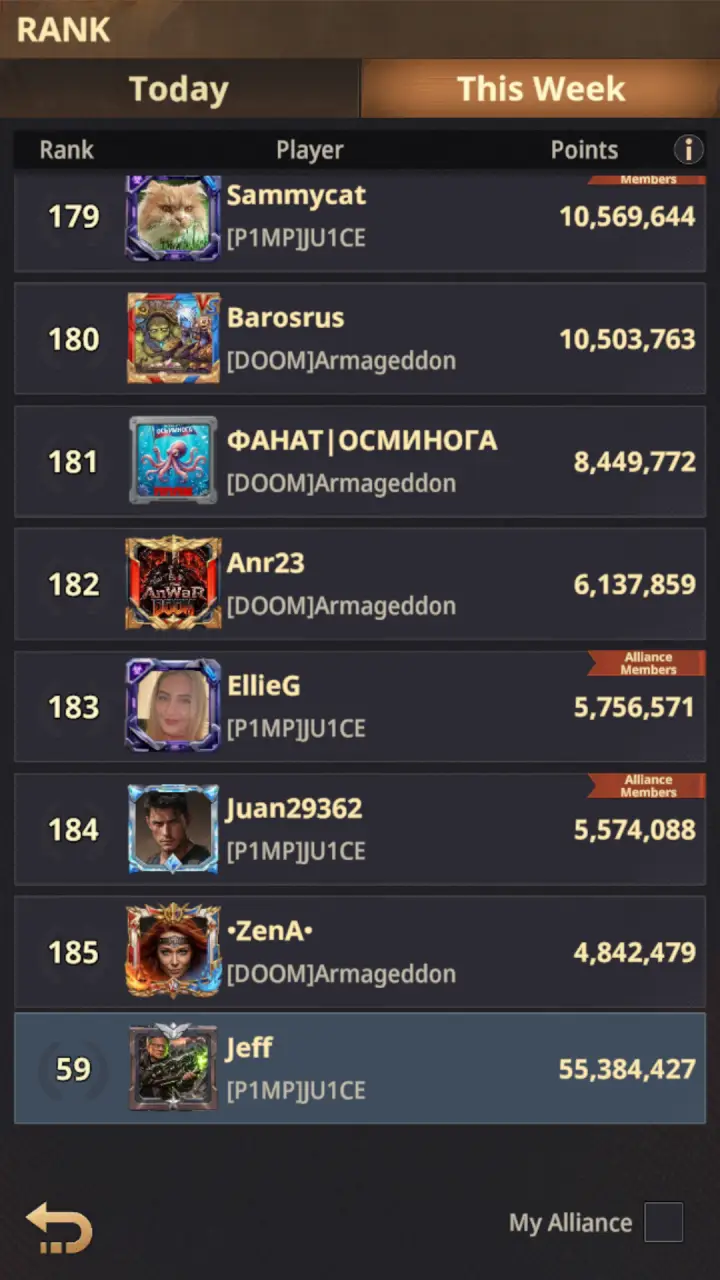 RANK
Today
This Week
Rank
Player
Points
Members
179
Sammycat
[P1MP]JU1CE
10,569,644
180
VS
Barosrus
[DOOM]Armageddon
10,503,763
181
ФАНАТ|ОСМИНОГА
[DOOM]Armageddon
8,449,772
182
AnWaR
DOOM
Anr23
[DOOM]Armageddon
6,137,859
Alliance
Members
183
EllieG
[P1MP]JU1CE
5,756,571
Alliance
Members
184
Juan29362
[P1MP]JU1CE
5,574,088
185
•ZenA•
[DOOM]Armageddon
4,842,479
59
Jeff
[P1MP]JU1CE
55,384,427
My Alliance